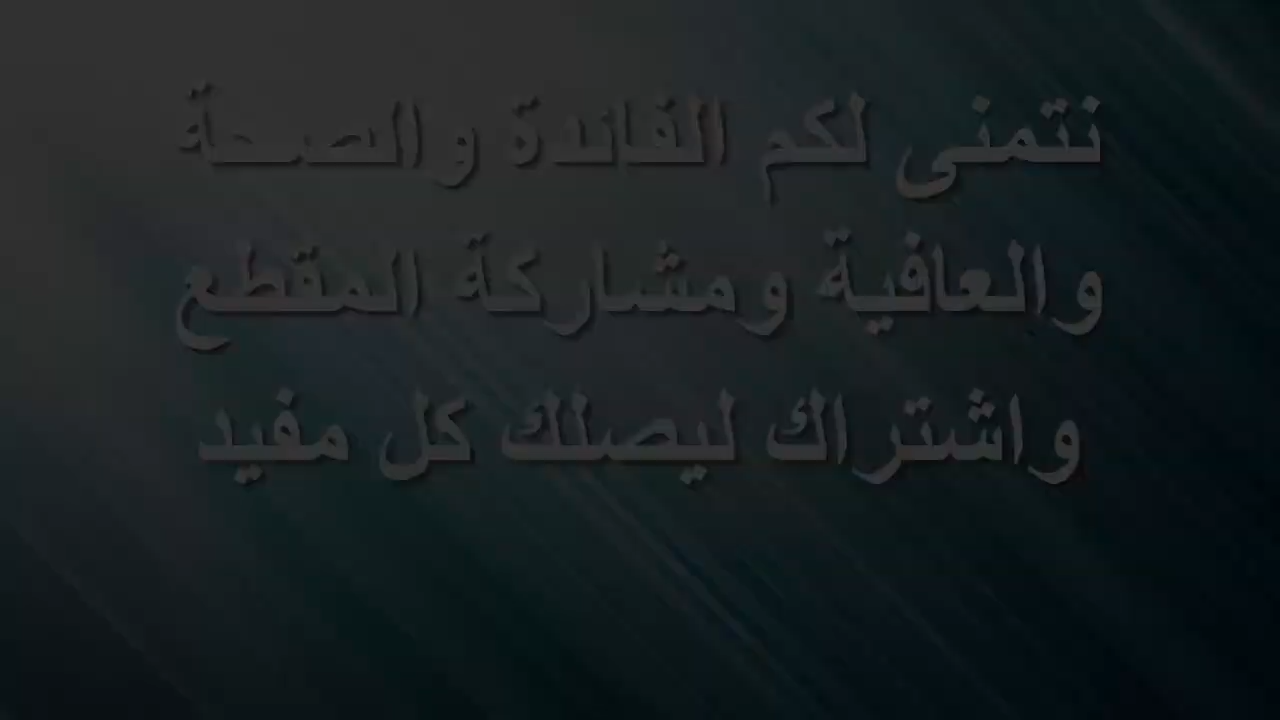 نتمنى لكم الفائدة والصحة
والعافية ومشاركة المقطع
واشتراك ليصلك كل مفيد